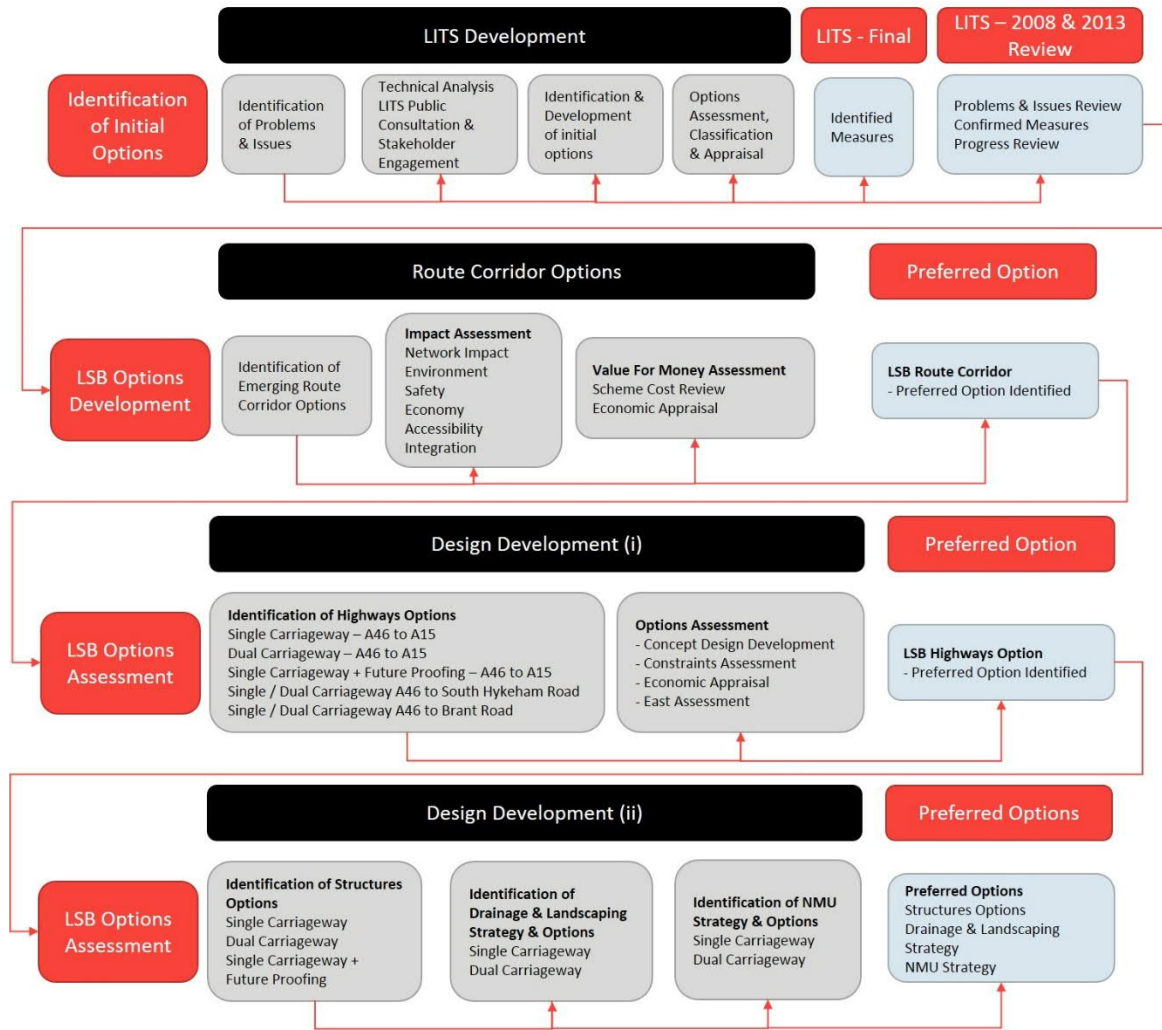 LITS Development
LITS - Final
LITS – 2008 & 2013
Review
Identification
of Initial
Options
Identification
of Problems
& Issues
Technical Analysis
LITS Public
Consultation &
Stakeholder
Engagement
Identification &
Development
of initial
options
Options
Assessment,
Classification
& Appraisal
Identified
Measures
Problems & Issues Review
Confirmed Measures
Progress Review
Route Corridor Options
Preferred Option
LSB Options
Development
Identification of
Emerging Route
Corridor Options
Impact Assessment
Network Impact
Environment
Safety
Economy
Accessibility
Integration
Value For Money Assessment
Scheme Cost Review
Economic Appraisal
LSB Route Corridor
- Preferred Option Identified
Design Development (i)
Preferred Option
LSB Options
Assessment
Identification of Highways Options
Single Carriageway – A46 to A15
Dual Carriageway – A46 to A15
Single Carriageway + Future Proofing – A46 to A15
Single / Dual Carriageway A46 to South Hykeham Road
Single / Dual Carriageway A46 to Brant Road
Options Assessment
- Concept Design Development
- Constraints Assessment
- Economic Appraisal
- East Assessment
LSB Highways Option
- Preferred Option Identified
Design Development (ii)
Preferred Options
LSB Options
Assessment
Identification of Structures
Options
Single Carriageway
Dual Carriageway
Single Carriageway +
Future Proofing
Identification of
Drainage & Landscaping
Strategy & Options
Single Carriageway
Dual Carriageway
Identification of NMU
Strategy & Options
Single Carriageway
Dual Carriageway
Preferred Options
Structures Options
Drainage & Landscaping
Strategy
NMU Strategy